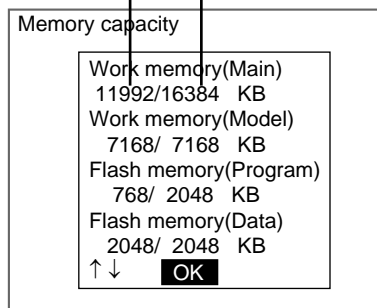 Memory capacity
Work memory(Main)
11992/16384 KB
Work memory(Model)
7168/ 7168 KB
Flash memory(Program)
768/ 2048 KB
Flash memory(Data)
2048/ 2048 KB
↑↓ OK